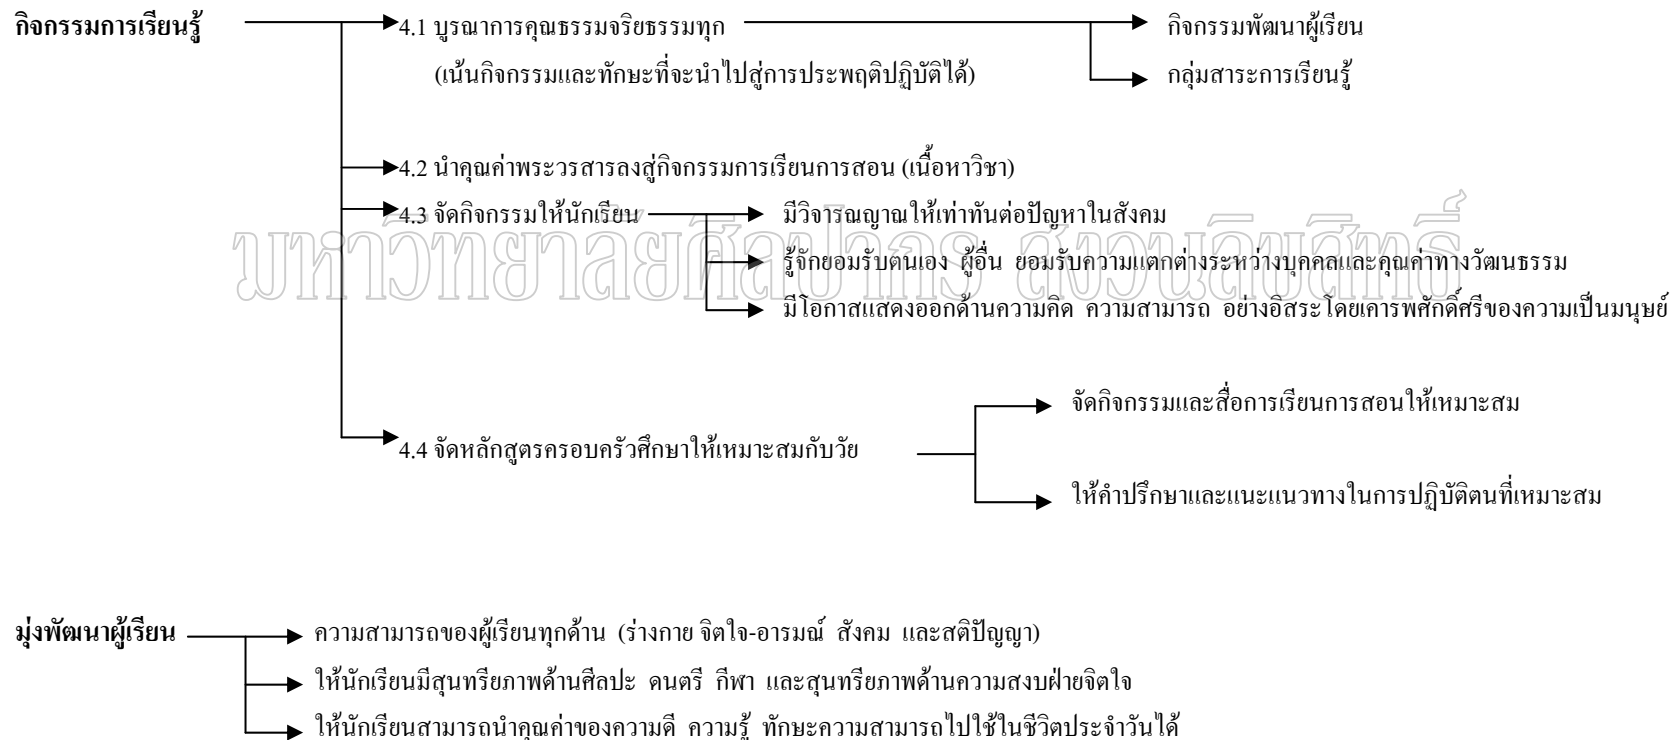 กิจกรรมการเรียนรู้
4.1 บูรณาการคุณธรรมจริยธรรมทุก
(เน้นกิจกรรมและทักษะที่จะนำไปสู่การประพฤติปฏิบัติได้)
กิจกรรมพัฒนาผู้เรียน
กลุ่มสาระการเรียนรู้
4.2 นำคุณค่าพระวรสารลงสู่กิจกรรมการเรียนการสอน (เนื้อหาวิชา)
4.3 จัดกิจกรรมให้นักเรียน
มีวิจารณญาณให้เท่าทันต่อปัญหาในสังคม
รู้จักยอมรับตนเอง ผู้อื่น ยอมรับความแตกต่างระหว่างบุคคลและคุณค่าทางวัฒนธรรม
มีโอกาสแสดงออกด้านความคิด ความสามารถ อย่างอิสระโดยเคารพศักดิ์ศรีของความเป็นมนุษย์
มหาวิทยาลัยศิลปากร สงวนลิขสิทธิ์
4.4 จัดหลักสูตรครอบครัวศึกษาให้เหมาะสมกับวัย
จัดกิจกรรมและสื่อการเรียนการสอนให้เหมาะสม
ให้คำปรึกษาและแนะแนวทางในการปฏิบัติตนที่เหมาะสม
มุ่งพัฒนาผู้เรียน
ความสามารถของผู้เรียนทุกด้าน (ร่างกาย จิตใจ-อารมณ์ สังคม และสติปัญญา)
ให้นักเรียนมีสุนทรียภาพด้านศิลปะ ดนตรี กีฬา และสุนทรียภาพด้านความสงบฝ่ายจิตใจ
ให้นักเรียนสามารถนำคุณค่าของความดี ความรู้ ทักษะความสามารถไปใช้ในชีวิตประจำวันได้